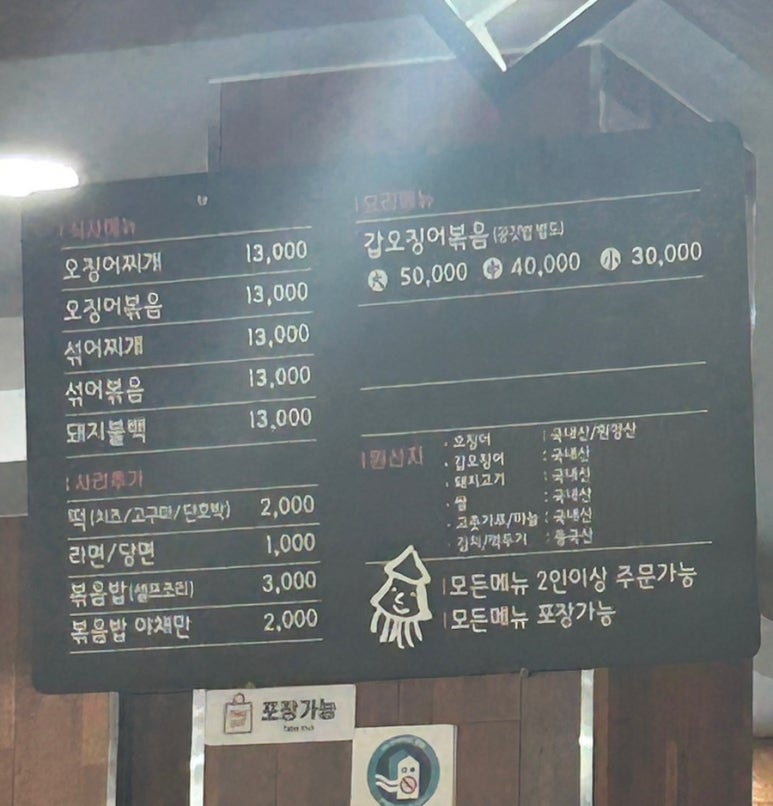 식사메뉴
오징어찌개 13,000
오징어볶음 13,000
섞어찌개 13,000
섞어볶음 13,000
돼지불백 13,000
사리추가
떡(치즈/고구마/단호박) 2,000
라면/당면 1,000
볶음밥(셀프조리) 3,000
볶음밥 야채만 2,000
요리메뉴
갑오징어볶음
大 50,000 中 40,000 小 30,000
원산지
· 오징어 : 국내산/원양산
· 갑오징어 : 국내산
· 돼지고기 : 국내산
· 쌀 : 국내산
· 고춧가루/마늘 : 국내산
· 김치/깍두기 : 중국산
모든메뉴 2인이상 주문가능
모든메뉴 포장가능
포장가능